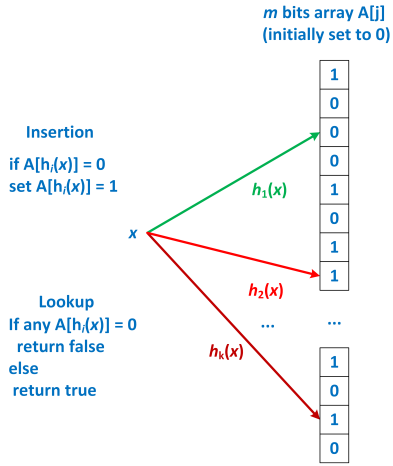 m bits array A[j]
(initially set to 0)
Insertion
if A[hi(x)] = 0
set A[hi(x)] = 1
x
h1(x)
h2(x)
hk(x)
...
Lookup
If any A[hi(x)] = 0
return false
else
return true
1
0
0
0
1
0
1
1
...
1
0
1
0